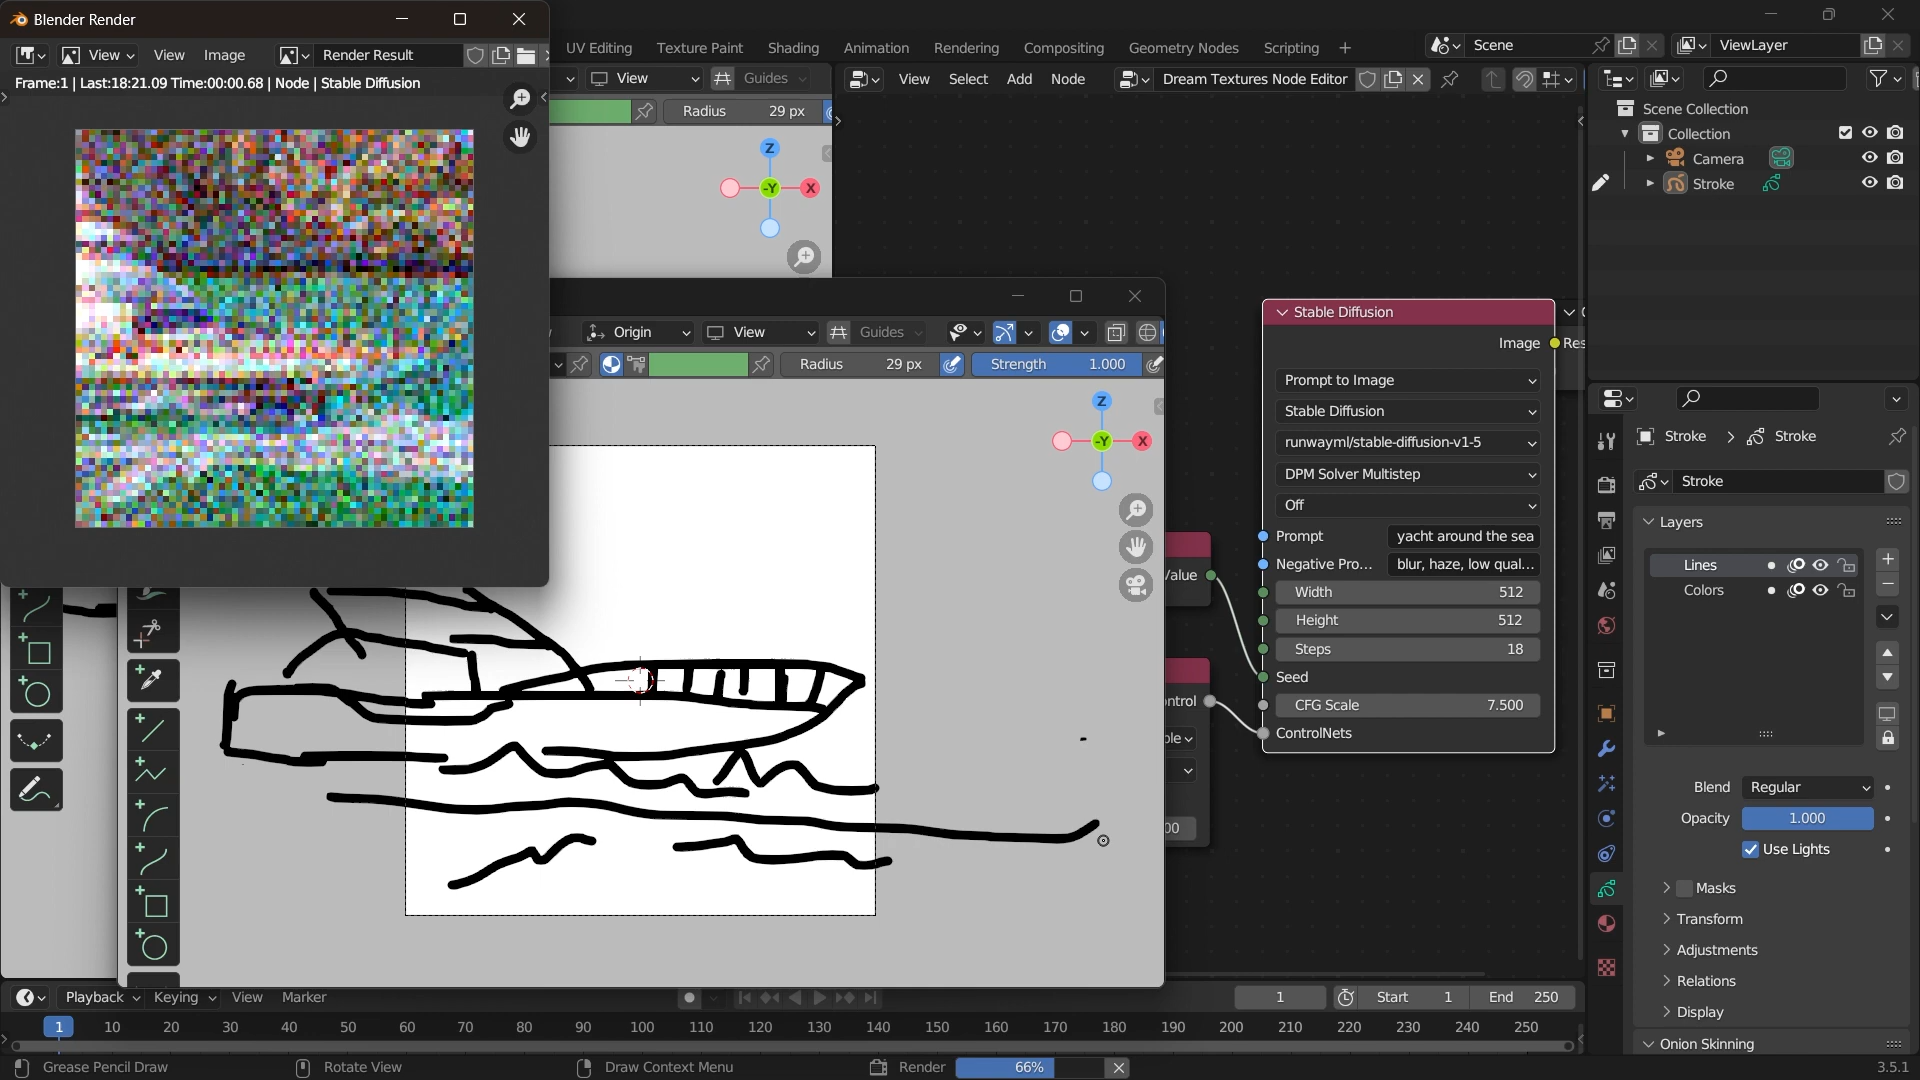 Blender Render
View
View
Image
Render Result
Frame:1 | Last:18:21.09 Time:00:00.68 | Node | Stable Diffusion
UV Editing
Texture Paint
Shading
Animation
Rendering
Compositing
Geometry Nodes
Scripting
Scene
ViewLayer
View
Guides
View
Select
Add
Node
Dream Textures Node Editor
Radius 29 px
Z
-Y
X
Scene Collection
Collection
Camera
Stroke
Origin
View
Guides
Radius 29 px
Strength 1.000
Z
-Y
X
Stable Diffusion
Image
Res
Prompt to Image
Stable Diffusion
runwayml/stable-diffusion-v1-5
DPM Solver Multistep
Off
Prompt yacht around the sea
Negative Pro... blur, haze, low qual...
Width 512
Height 512
Steps 18
Seed
CFG Scale 7.500
ControlNets
Stroke
Stroke
Stroke
Layers
Lines
Colors
Blend Regular
Opacity 1.000
Use Lights
Masks
Transform
Adjustments
Relations
Display
Onion Skinning
Playback
Keying
View
Marker
1
Start 1
End 250
1 10 20 30 40 50 60 70 80 90 100 110 120 130 140 150 160 170 180 190 200 210 220 230 240 250
Grease Pencil Draw
Rotate View
Draw Context Menu
Render
66%
3.5.1